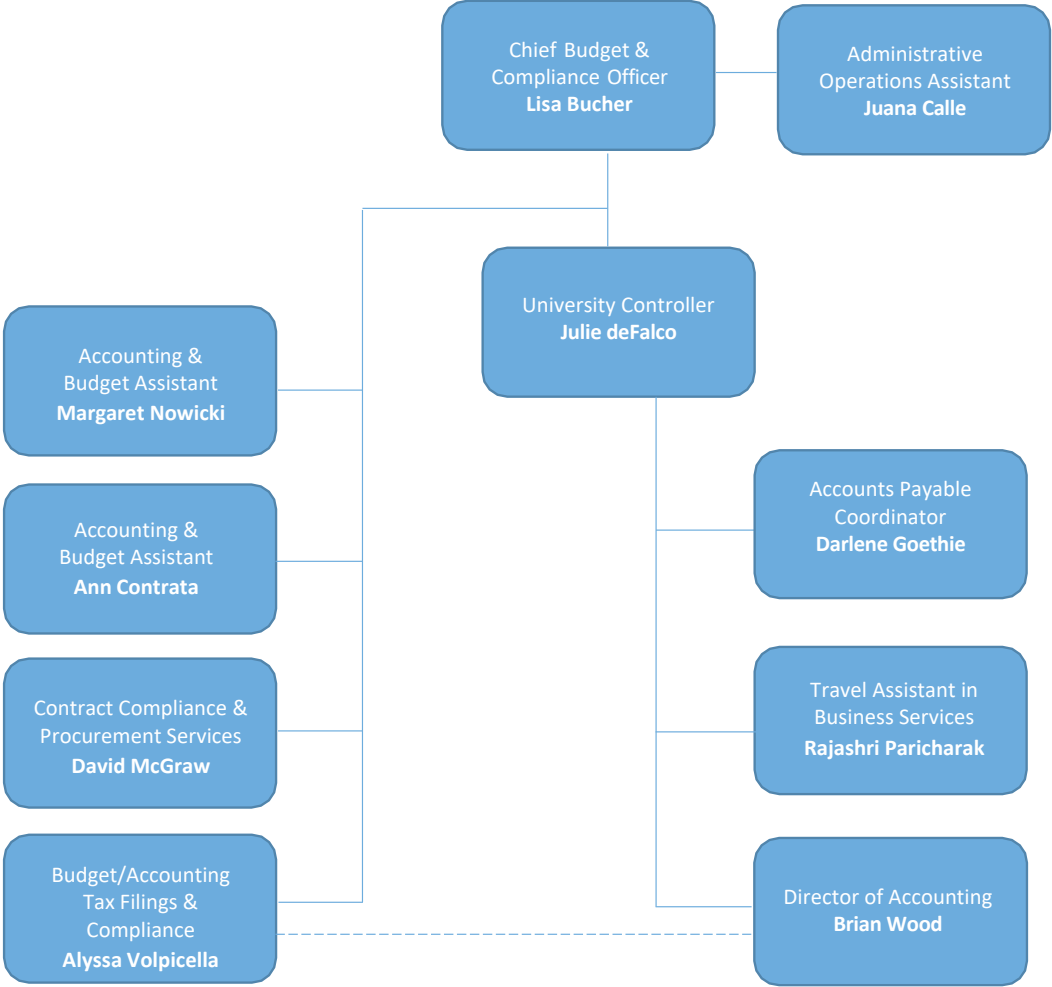 Chief Budget &
Compliance Officer
Lisa Bucher
Administrative
Operations Assistant
Juana Calle
University Controller
Julie deFalco
Accounting &
Budget Assistant
Margaret Nowicki
Accounting &
Budget Assistant
Ann Contrata
Contract Compliance &
Procurement Services
David McGraw
Budget/Accounting
Tax Filings &
Compliance
Alyssa Volpicella
Accounts Payable
Coordinator
Darlene Goethie
Travel Assistant in
Business Services
Rajashri Paricharak
Director of Accounting
Brian Wood